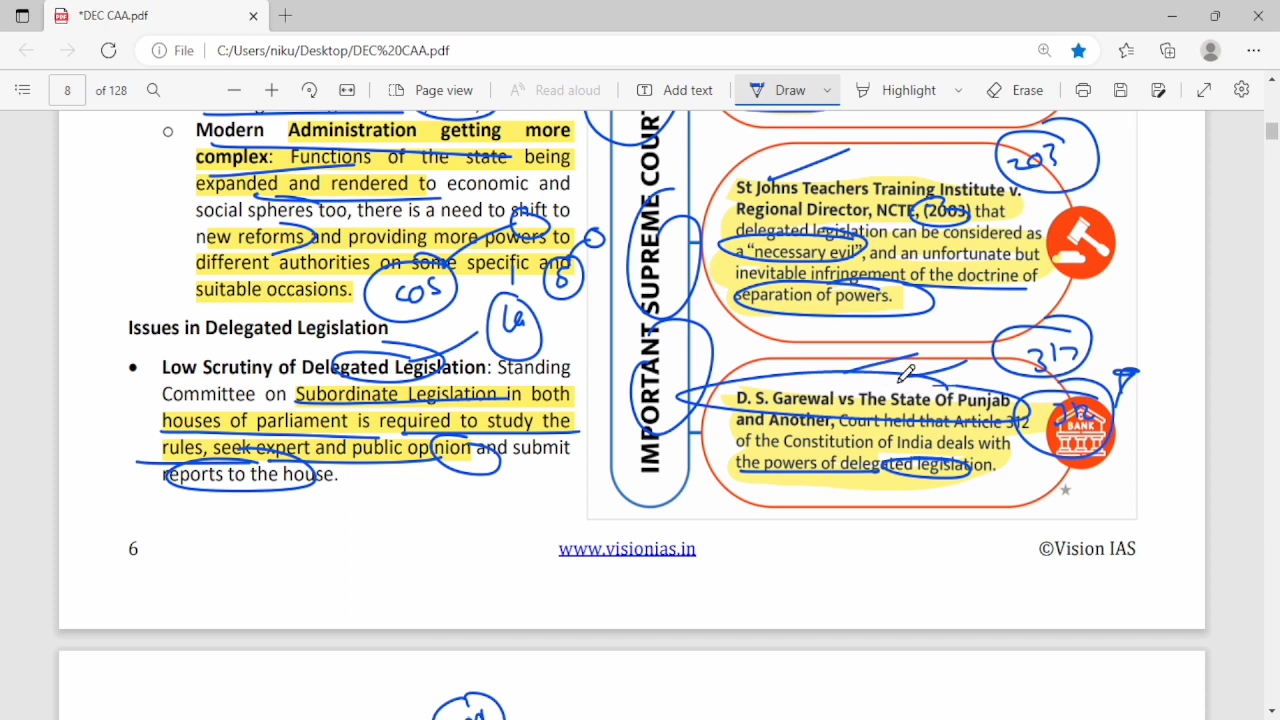 *DEC CAA.pdf
File
C:/Users/niku/Desktop/DEC%20CAA.pdf
8
of 128
Page view
Read aloud
Add text
Draw
Highlight
Erase
Modern Administration getting more
complex: Functions of the state being
expanded and rendered to economic and
social spheres too, there is a need to shift to
new reforms and providing more powers to
different authorities on some specific and
suitable occasions.
Issues in Delegated Legislation
• Low Scrutiny of Delegated Legislation: Standing
Committee on Subordinate Legislation in both
houses of parliament is required to study the
rules, seek expert and public opinion and submit
reports to the house.
IMPORTANT SUPREME COURT
203
St Johns Teachers Training Institute v.
Regional Director, NCTE, (2003) that
delegated legislation can be considered as
a "necessary evil", and an unfortunate but
inevitable infringement of the doctrine of
separation of powers.
COS
317
D. S. Garewal vs The State Of Punjab
and Another, Court held that Article 312
of the Constitution of India deals with
the powers of delegated legislation.
312
BANK
6
www.visionias.in
©Vision IAS